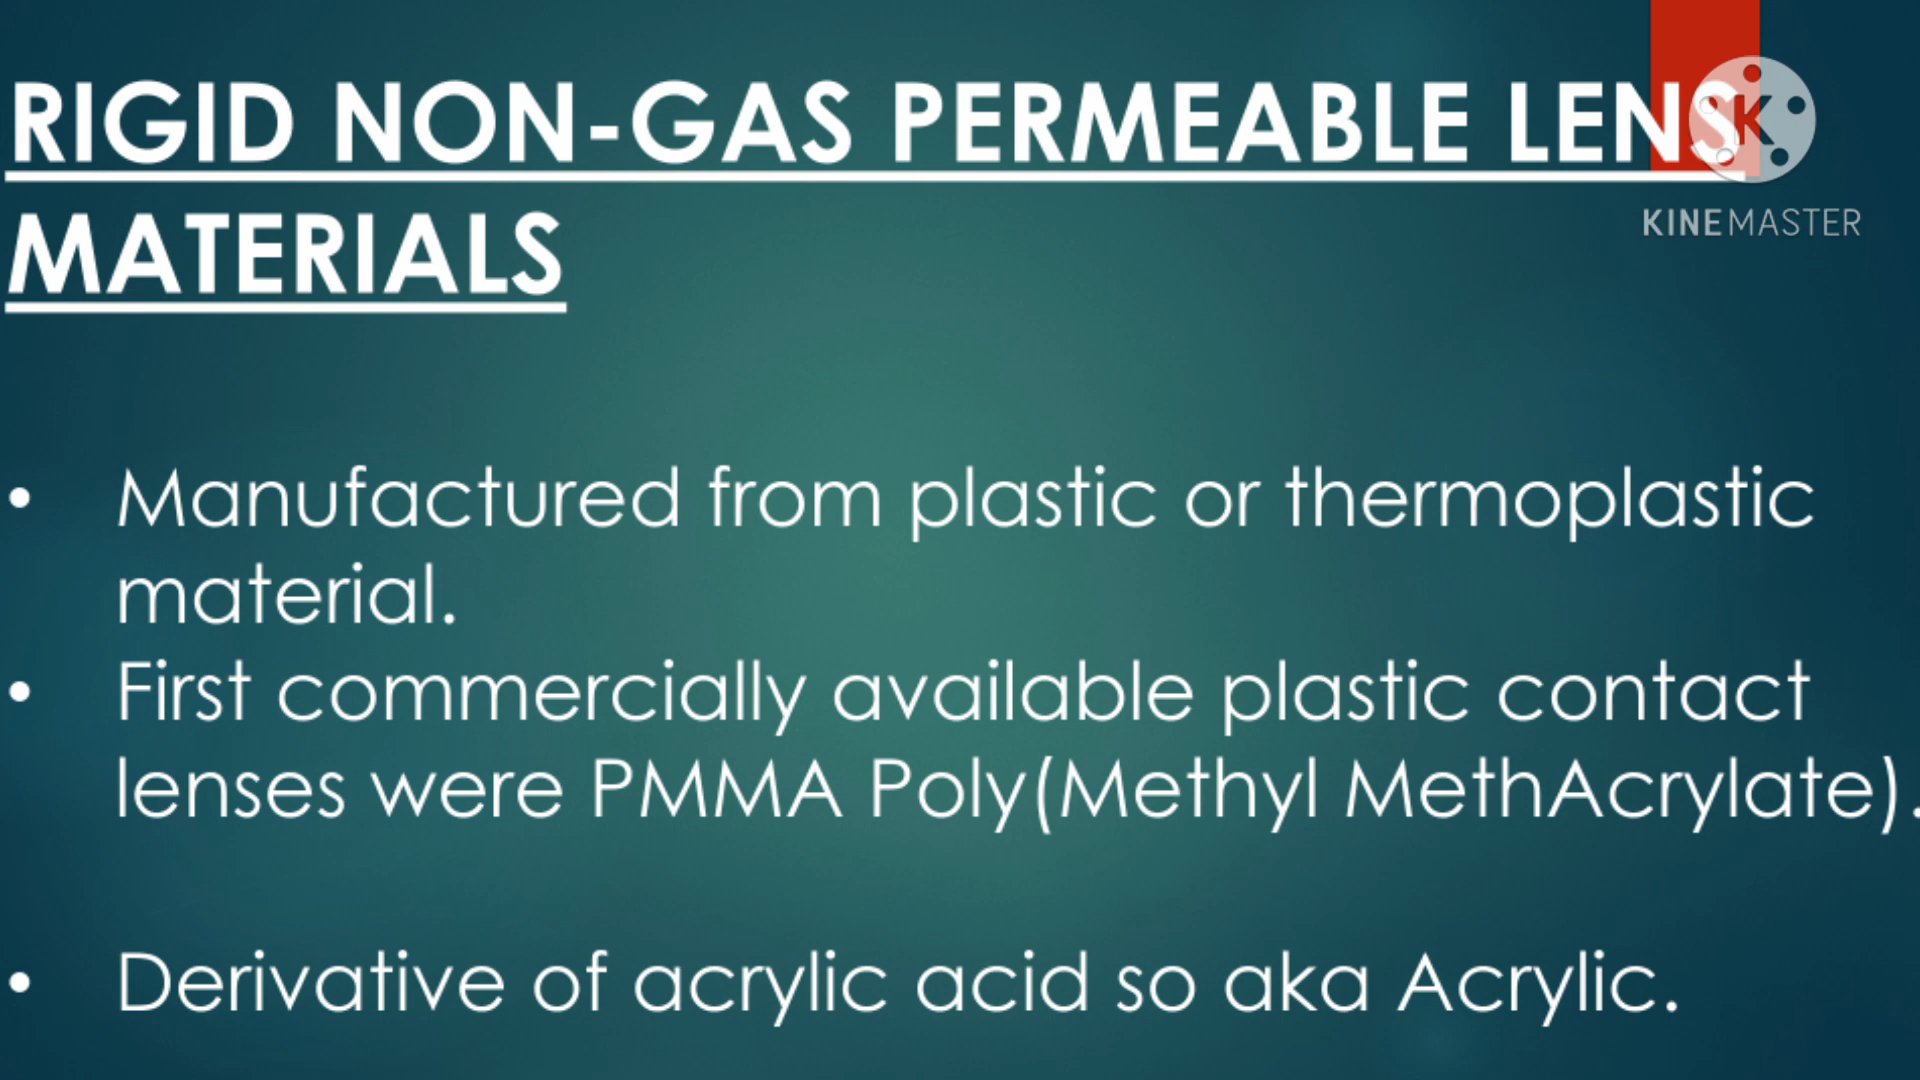 RIGID NON-GAS PERMEABLE LENS
MATERIALS
K
KINEMASTER
• Manufactured from plastic or thermoplastic
material.
• First commercially available plastic contact
lenses were PMMA Poly(Methyl MethAcrylate).
• Derivative of acrylic acid so aka Acrylic.